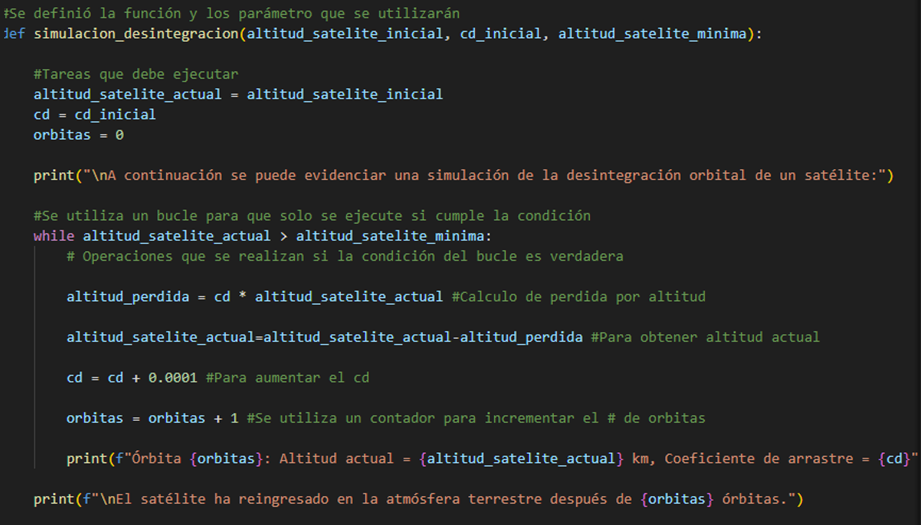 #Se definió la función y los parámetro que se utilizarán
def simulacion_desintegracion(altitud_satelite_inicial, cd_inicial, altitud_satelite_minima):
#Tareas que debe ejecutar
altitud_satelite_actual = altitud_satelite_inicial
cd = cd_inicial
orbitas = 0
print("\nA continuación se puede evidenciar una simulación de la desintegración orbital de un satélite:")
#Se utiliza un bucle para que solo se ejecute si cumple la condición
while altitud_satelite_actual > altitud_satelite_minima:
# Operaciones que se realizan si la condición del bucle es verdadera
altitud_perdida = cd * altitud_satelite_actual #Calculo de perdida por altitud
altitud_satelite_actual=altitud_satelite_actual-altitud_perdida #Para obtener altitud actual
cd = cd + 0.0001 #Para aumentar el cd
orbitas = orbitas + 1 #Se utiliza un contador para incrementar el # de orbitas
print(f"Órbita {orbitas}: Altitud actual = {altitud_satelite_actual} km, Coeficiente de arrastre = {cd}"
print(f"\nEl satélite ha reingresado en la atmósfera terrestre después de {orbitas} órbitas.")